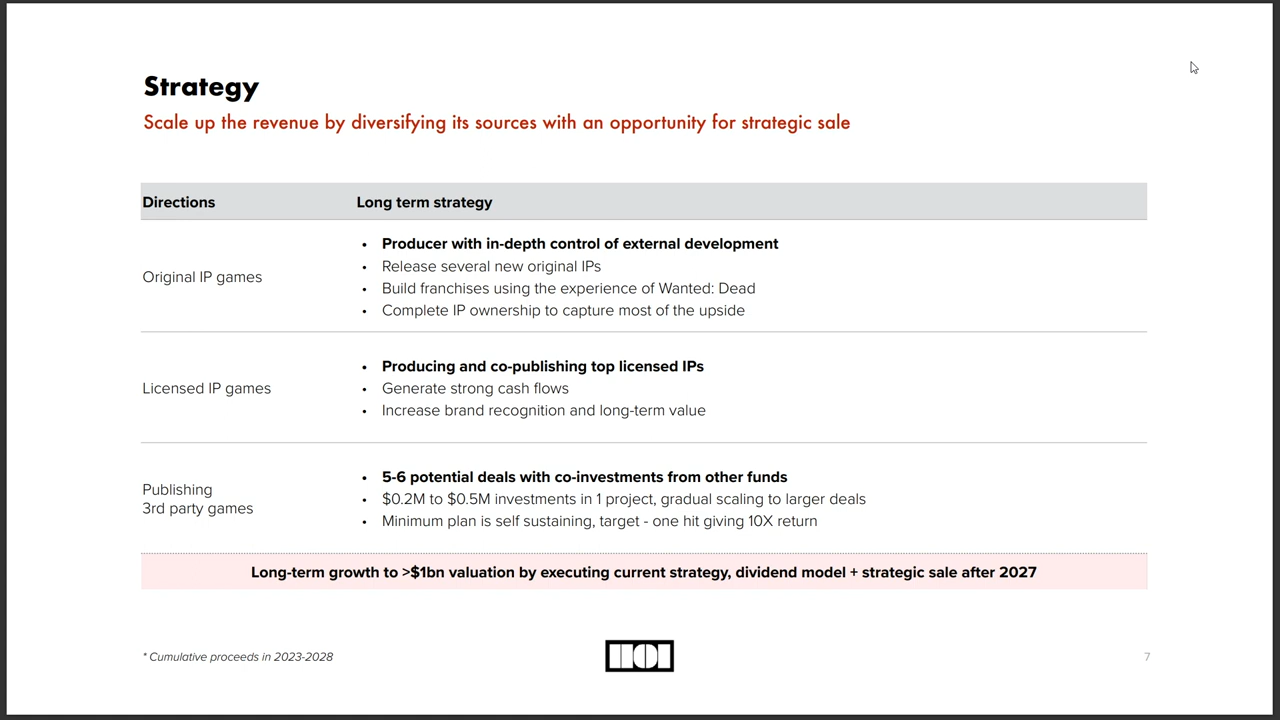 Strategy
Scale up the revenue by diversifying its sources with an opportunity for strategic sale
Directions
Long term strategy
Original IP games
• Producer with in-depth control of external development
• Release several new original IPs
• Build franchises using the experience of Wanted: Dead
• Complete IP ownership to capture most of the upside
Licensed IP games
• Producing and co-publishing top licensed IPs
• Generate strong cash flows
• Increase brand recognition and long-term value
Publishing
3rd party games
• 5-6 potential deals with co-investments from other funds
• $0.2M to $0.5M investments in 1 project, gradual scaling to larger deals
• Minimum plan is self sustaining, target - one hit giving 10X return
Long-term growth to >$1bn valuation by executing current strategy, dividend model + strategic sale after 2027
* Cumulative proceeds in 2023-2028
7